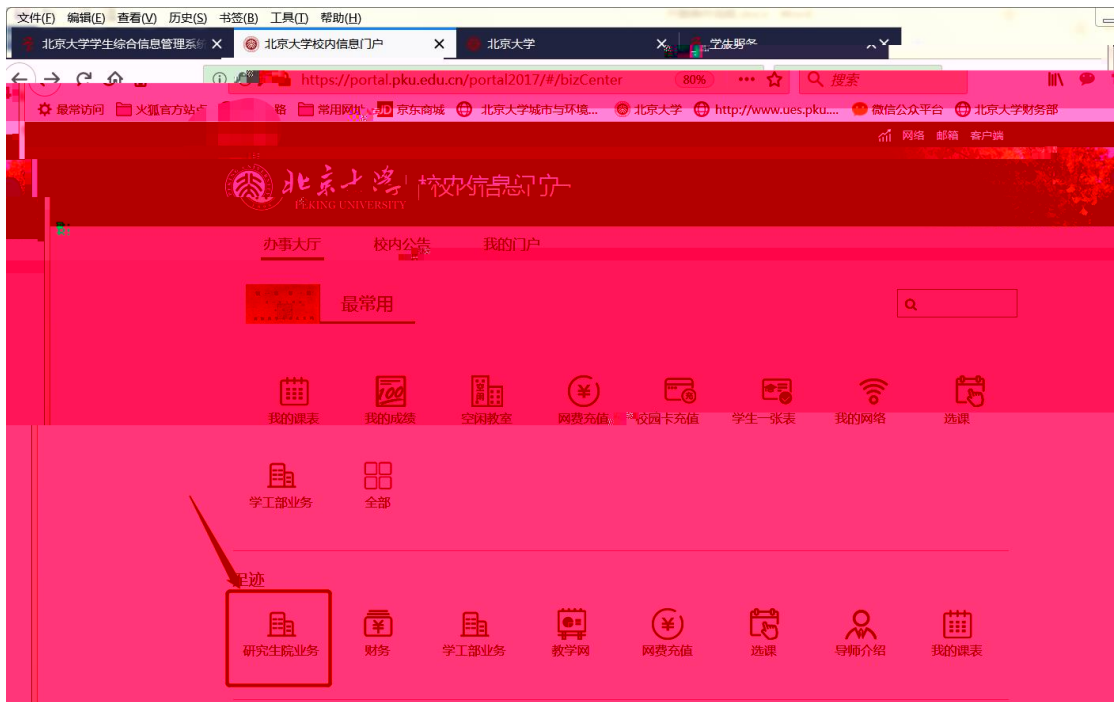 文件(F) 编辑(E) 查看(V) 历史(S) 书签(B) 工具(T) 帮助(H)
北京大学学生综合信息管理系统 北京大学校内信息门户 北京大学 学生服务
https://portal.pku.edu.cn/portal2017/#/bizCenter 80% 搜索
最常访问 火狐官方站点 常用网址 JD 京东商城 北京大学城市与环境... 北京大学 http://www.ues.pku.... 微信公众平台 北京大学财务部
网络 邮箱 客户端
北京大学 校内信息门户
PEKING UNIVERSITY
办事大厅 校内公告 我的门户
最常用
100
我的课表 我的成绩 空闲教室 网费充值 校园卡充值 学生一张表 我的网络 选课
学工部业务 全部
足迹
研究生院业务 财务 学工部业务 教学网 网费充值 选课 导师介绍 我的课表